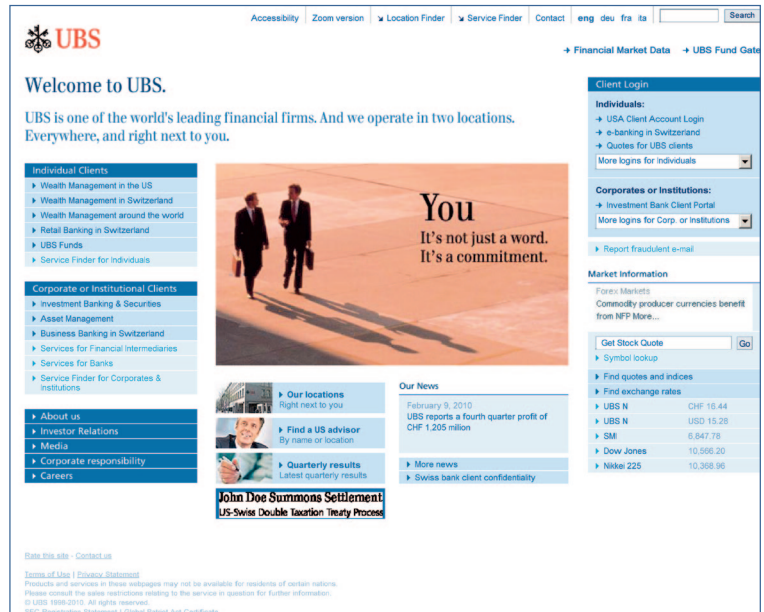 Accessibility Zoom version Location Finder Service Finder Contact eng deu fra ita Search
UBS
Financial Market Data UBS Fund Gate
Welcome to UBS.
UBS is one of the world's leading financial firms. And we operate in two locations.
Everywhere, and right next to you.
Individual Clients
Wealth Management in the US
Wealth Management in Switzerland
Wealth Management around the world
Retail Banking in Switzerland
UBS Funds
Service Finder for Individuals
Corporate or Institutional Clients
Investment Banking & Securities
Asset Management
Business Banking in Switzerland
Services for Financial Intermediaries
Services for Banks
Service Finder for Corporates &
Institutions
About us
Investor Relations
Media
Corporate responsibility
Careers
You
It's not just a word.
It's a commitment.
Our locations
Right next to you
Find a US advisor
By name or location
Quarterly results
Latest quarterly results
John Doe Summons Settlement
US-Swiss Double Taxation Treaty Process
Our News
February 9, 2010
UBS reports a fourth quarter profit of
CHF 1,205 million
More news
Swiss bank client confidentiality
Client Login
Individuals:
USA Client Account Login
e-banking in Switzerland
Quotes for UBS clients
More logins for individuals
Corporates or Institutions:
Investment Bank Client Portal
More logins for Corp. or Institutions
Report fraudulent e-mail
Market Information
Forex Markets
Commodity producer currencies benefit
from NFP More...
Get Stock Quote Go
Symbol lookup
Find quotes and indices
Find exchange rates
UBS N CHF 16.44
UBS N USD 15.28
SMI 6,847.78
Dow Jones 10,566.20
Nikkei 225 10,368.96
Rate this site - Contact us
Terms of Use | Privacy Statement
Products and services in these webpages may not be available for residents of certain nations.
Please consult the sales restrictions relating to the service in question for further information.
© UBS 1998-2010. All rights reserved.